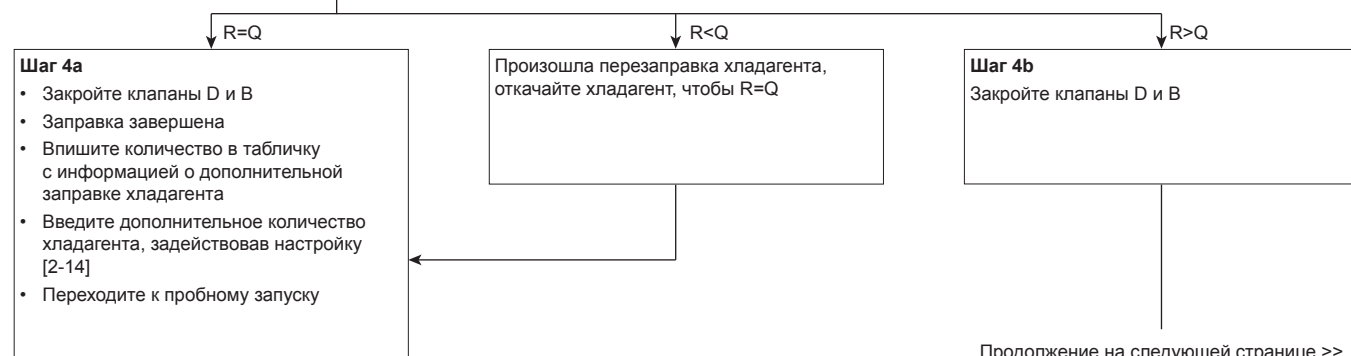 R=Q
R<Q
R>Q
Шаг 4a
• Закройте клапаны D и B
• Заправка завершена
• Впишите количество в табличку
с информацией о дополнительной
заправке хладагента
• Введите дополнительное количество
хладагента, задействовав настройку
[2-14]
• Переходите к пробному запуску
Произошла перезаправка хладагента,
откачайте хладагент, чтобы R=Q
Шаг 4b
Закройте клапаны D и B
Продолжение на следующей странице >>